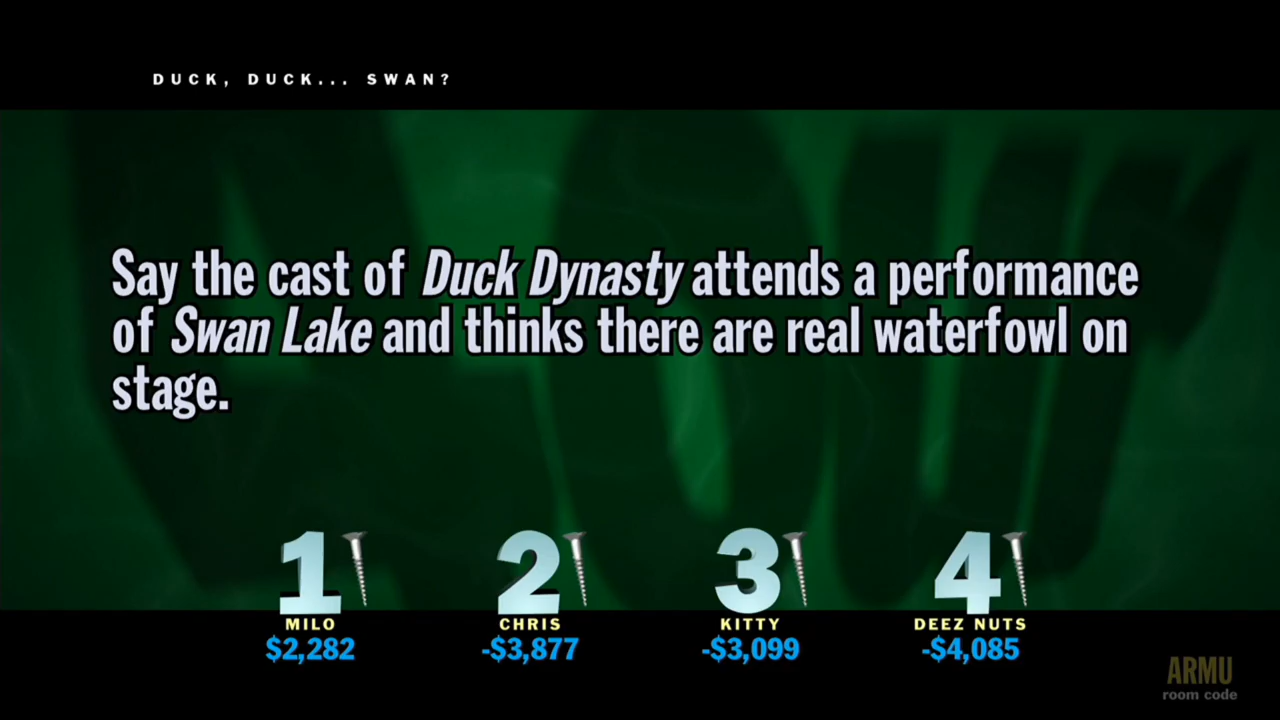 DUCK, DUCK... SWAN?
Say the cast of Duck Dynasty attends a performance
of Swan Lake and thinks there are real waterfowl on
stage.
1 2 3 4
MILO CHRIS KITTY DEEZ NUTS
$2,282 -$3,877 -$3,099 -$4,085
ARMU
room code